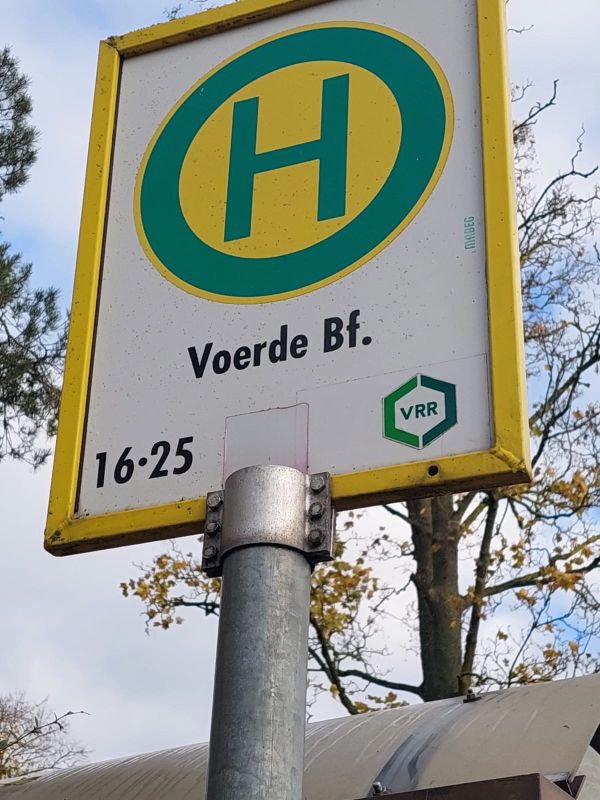 H
Voerde Bf.
VRR
16·25